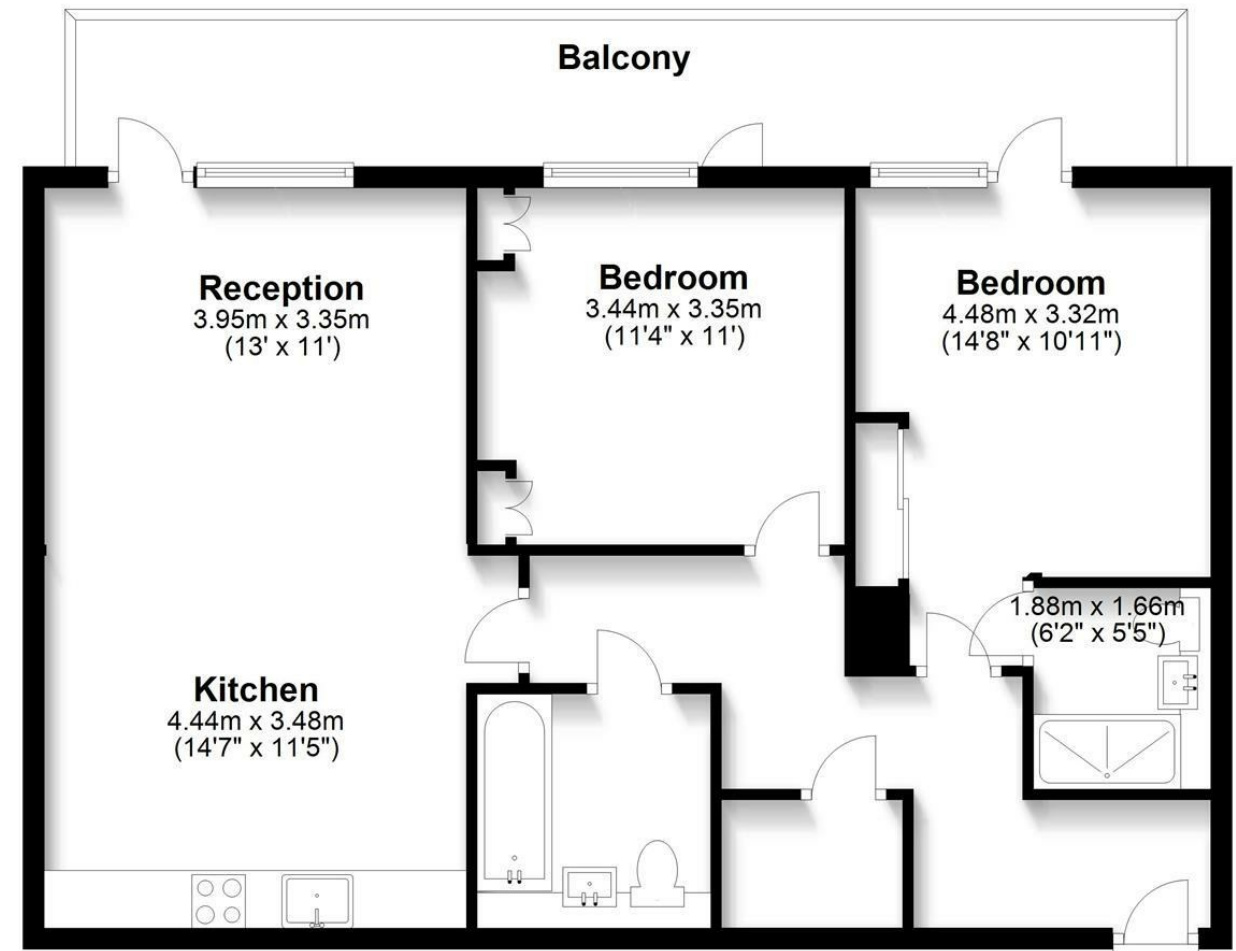 Balcony
Reception
3.95m x 3.35m
(13' x 11')
Bedroom
3.44m x 3.35m
(11'4" x 11')
Bedroom
4.48m x 3.32m
(14'8" x 10'11")
1.88m x 1.66m
(6'2" x 5'5")
Kitchen
4.44m x 3.48m
(14'7" x 11'5")